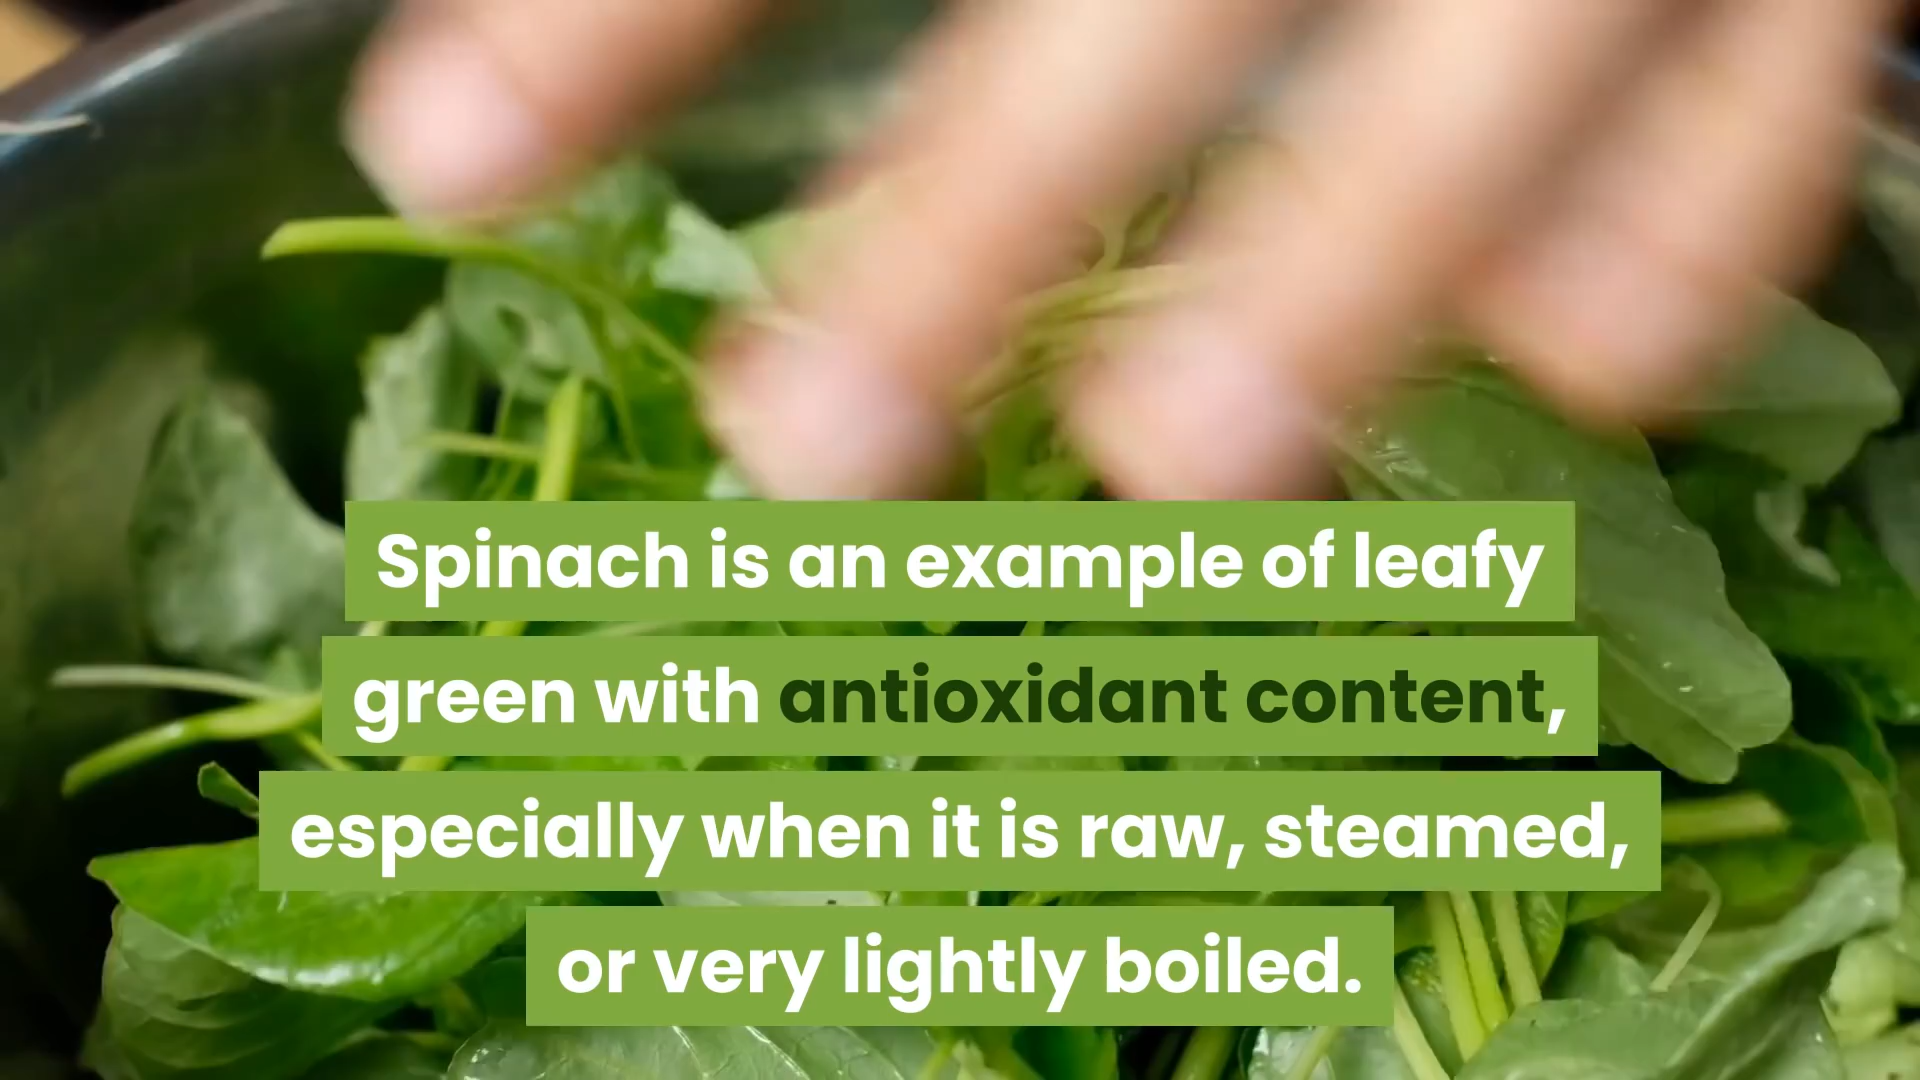 Spinach is an example of leafy
green with antioxidant content,
especially when it is raw, steamed,
or very lightly boiled.